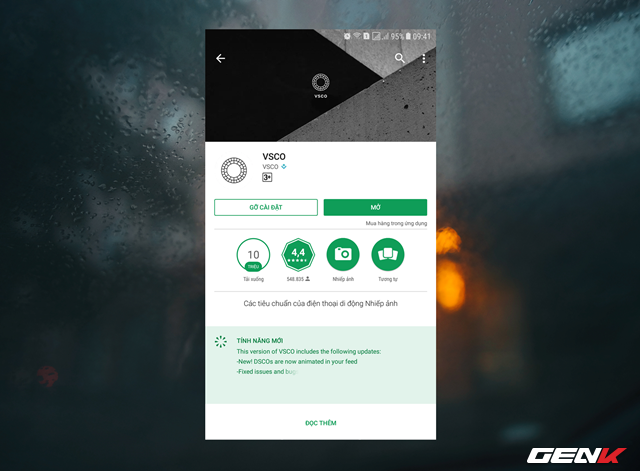 95% 09:41
VSCO
VSCO
VSCO
3+
GỠ CÀI ĐẶT
MỞ
Mua hàng trong ứng dụng
10
TRIỆU
4,4
Tải xuống
548.835
Nhiếp ảnh
Tương tự
Các tiêu chuẩn của điện thoại di động Nhiếp ảnh
TÍNH NĂNG MỚI
This version of VSCO includes the following updates:
-New! DSCOs are now animated in your feed
-Fixed issues and bugs
ĐỌC THÊM
GENK